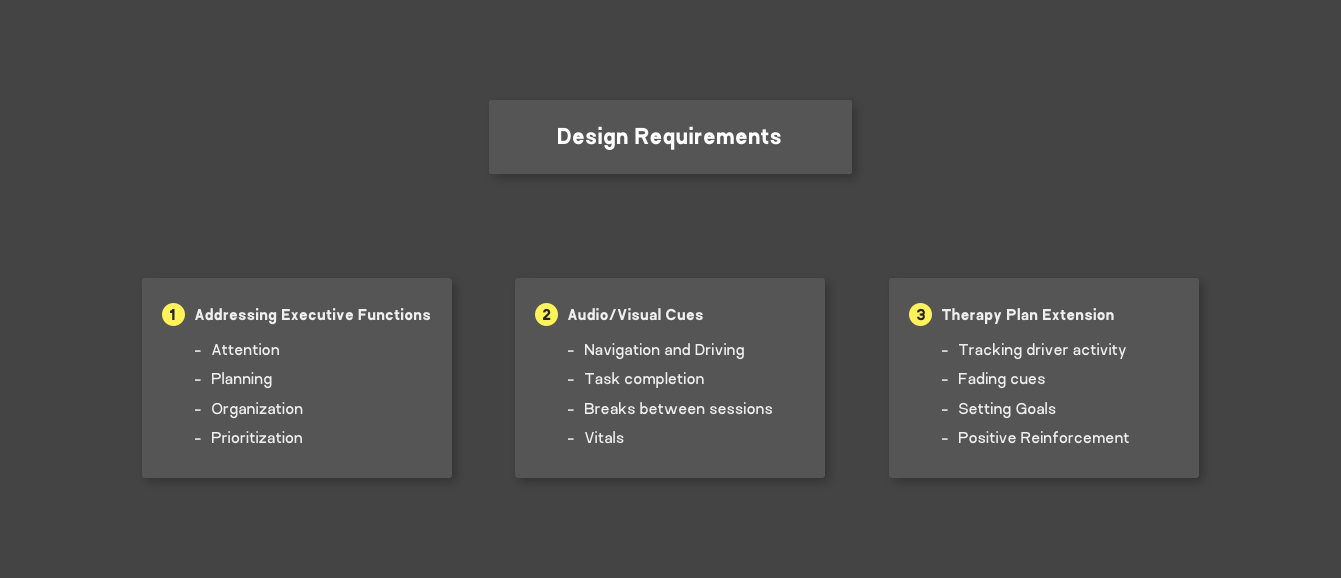 Design Requirements
1 Addressing Executive Functions
- Attention
- Planning
- Organization
- Prioritization
2 Audio/Visual Cues
- Navigation and Driving
- Task completion
- Breaks between sessions
- Vitals
3 Therapy Plan Extension
- Tracking driver activity
- Fading cues
- Setting Goals
- Positive Reinforcement